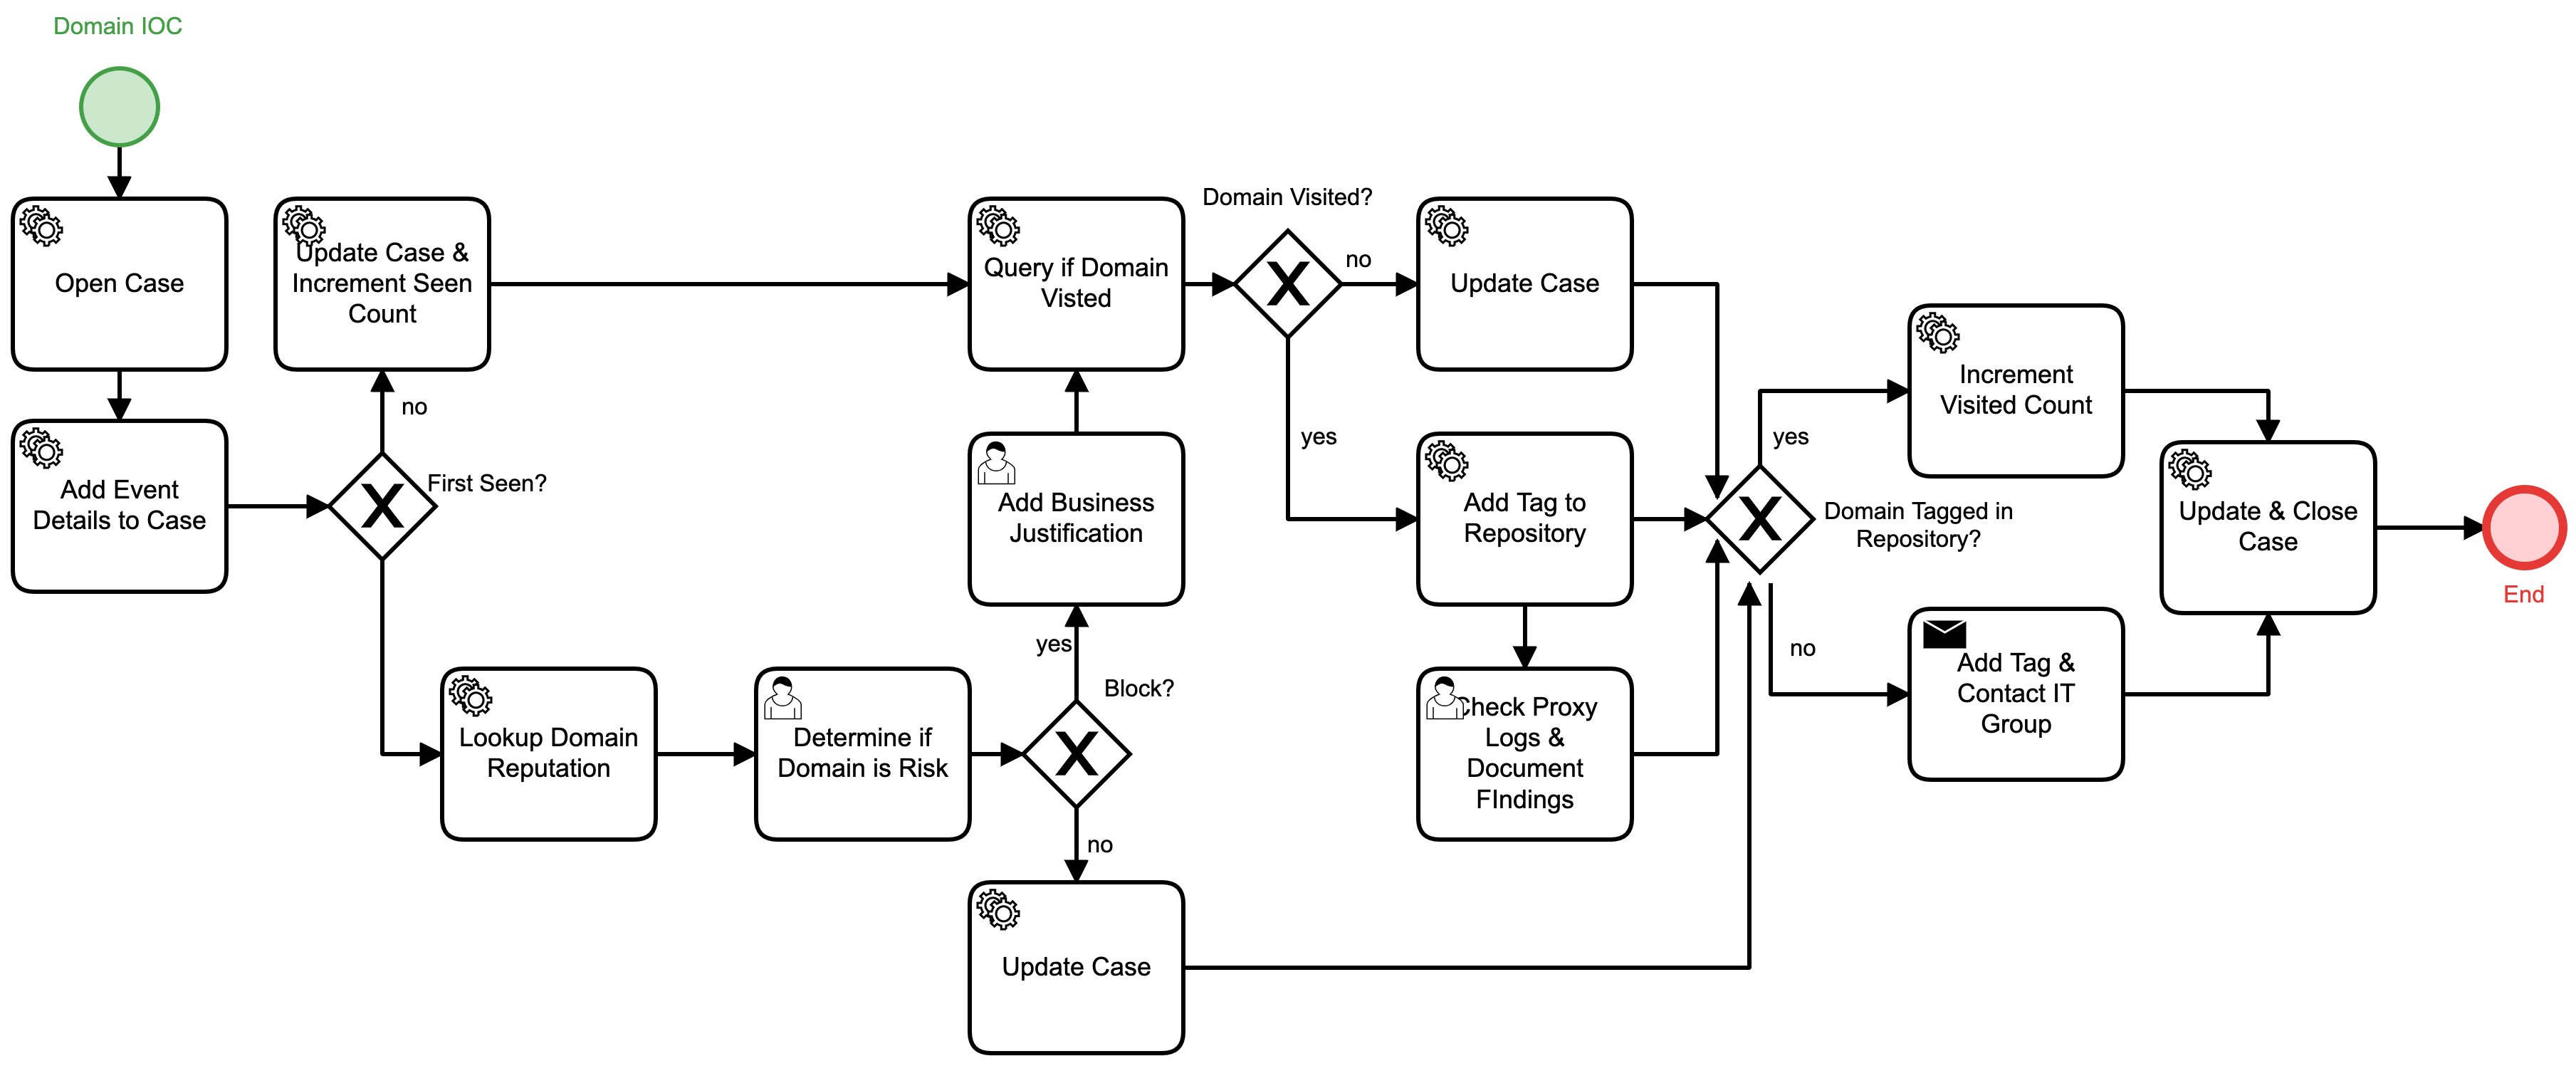 Domain IOC
Open Case
Add Event
Details to Case
Update Case &
Increment Seen
Count
no
First Seen?
Lookup Domain
Reputation
Determine if
Domain is Risk
Query if Domain
Visted
Add Business
Justification
yes
Block?
no
Update Case
Domain Visited?
no
yes
Update Case
Add Tag to
Repository
Check Proxy
Logs &
Document
FIndings
yes
Domain Tagged in
Repository?
no
Increment
Visited Count
Add Tag &
Contact IT
Group
Update & Close
Case
End